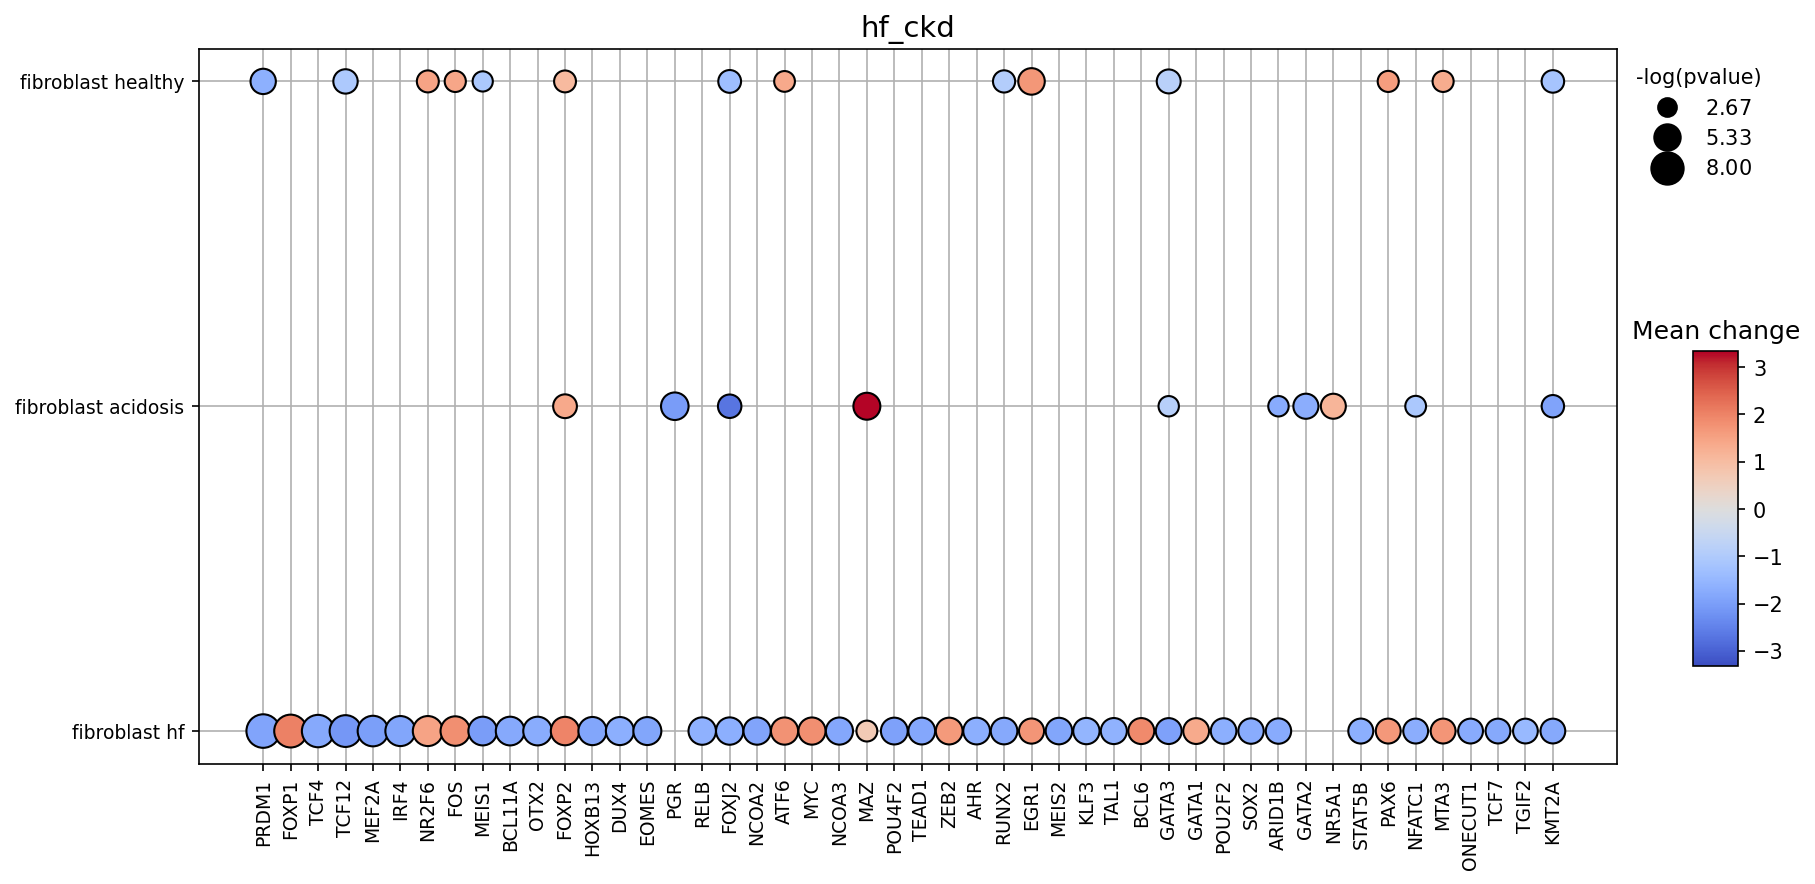 hf_ckd
fibroblast healthy
fibroblast acidosis
fibroblast hf
PRDM1
FOXP1
TCF4
TCF12
MEF2A
IRF4
NR2F6
FOS
MEIS1
BCL11A
OTX2
FOXP2
HOXB13
DUX4
EOMES
PGR
RELB
FOXJ2
NCOA2
ATF6
MYC
NCOA3
MAZ
POU4F2
TEAD1
ZEB2
AHR
RUNX2
EGR1
MEIS2
KLF3
TAL1
BCL6
GATA3
GATA1
POU2F2
SOX2
ARID1B
GATA2
NR5A1
STAT5B
PAX6
NFATC1
MTA3
ONECUT1
TCF7
TGIF2
KMT2A
-log(pvalue)
2.67
5.33
8.00
Mean change
3
2
1
0
−1
−2
−3